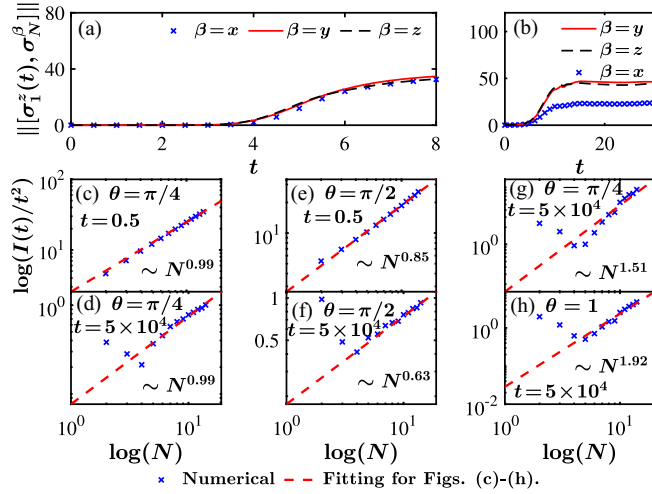 (a) × β=x — β=y – – β=z
||[σ₁ᶻ(t), σ_Nᵝ]||
80
40
0
0 2 4 6 8
t
(b) — β=y
– – β=z
× β=x
100
50
0
0 20
t
log(I(t)/t²)
(c) θ=π/4
t=0.5
~ N^0.99
10² 10¹
(e) θ=π/2
t=0.5
~ N^0.85
10¹
(g) θ=π/4
t=5×10⁴
~ N^1.51
10⁰
(d) θ=π/4
t=5×10⁴
~ N^0.99
10⁰
10⁰ 10¹
log(N)
(f) θ=π/2
t=5×10⁴
~ N^0.63
1
0.5
10⁰ 10¹
log(N)
(h) θ=1
~ N^1.92
t=5×10⁴
10⁰
10⁻²
10⁰ 10¹
log(N)
× Numerical – – Fitting for Figs. (c)-(h).